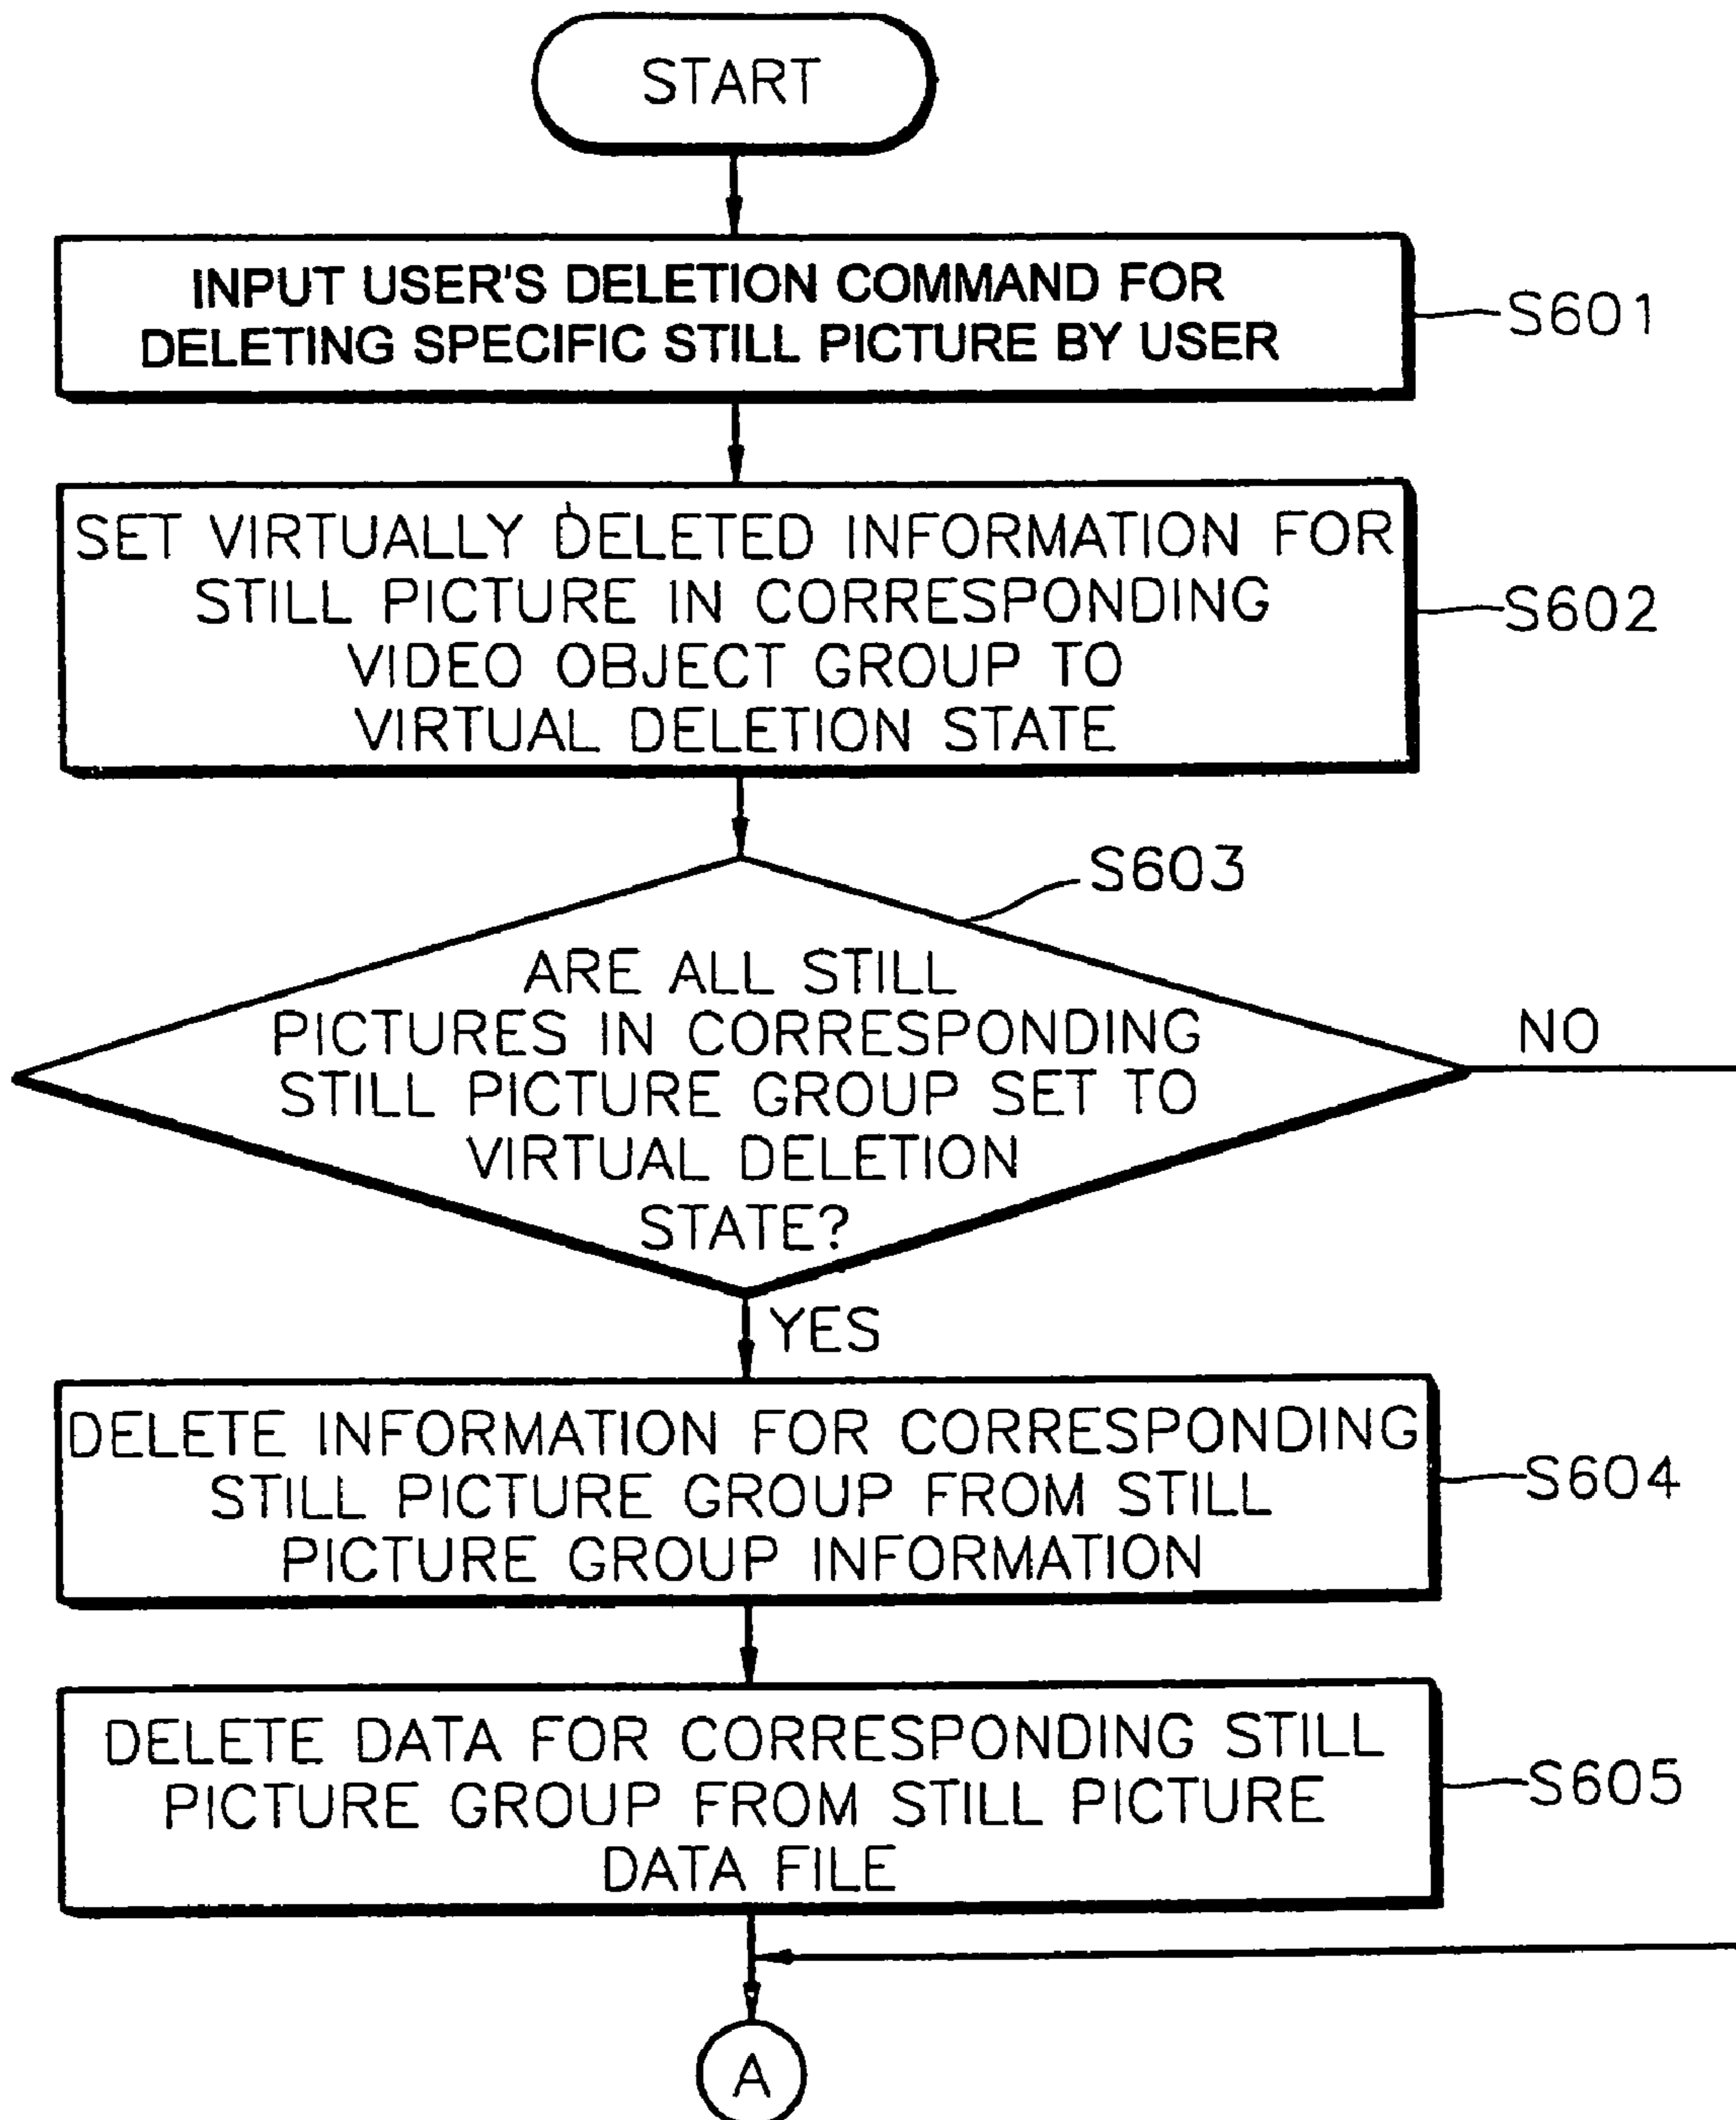 START
INPUT USER'S DELETION COMMAND FOR
DELETING SPECIFIC STILL PICTURE BY USER
S601
SET VIRTUALLY DELETED INFORMATION FOR
STILL PICTURE IN CORRESPONDING
VIDEO OBJECT GROUP TO
VIRTUAL DELETION STATE
S602
S603
ARE ALL STILL
PICTURES IN CORRESPONDING
STILL PICTURE GROUP SET TO
VIRTUAL DELETION
STATE?
NO
YES
DELETE INFORMATION FOR CORRESPONDING
STILL PICTURE GROUP FROM STILL
PICTURE GROUP INFORMATION
S604
DELETE DATA FOR CORRESPONDING STILL
PICTURE GROUP FROM STILL PICTURE
DATA FILE
S605
A